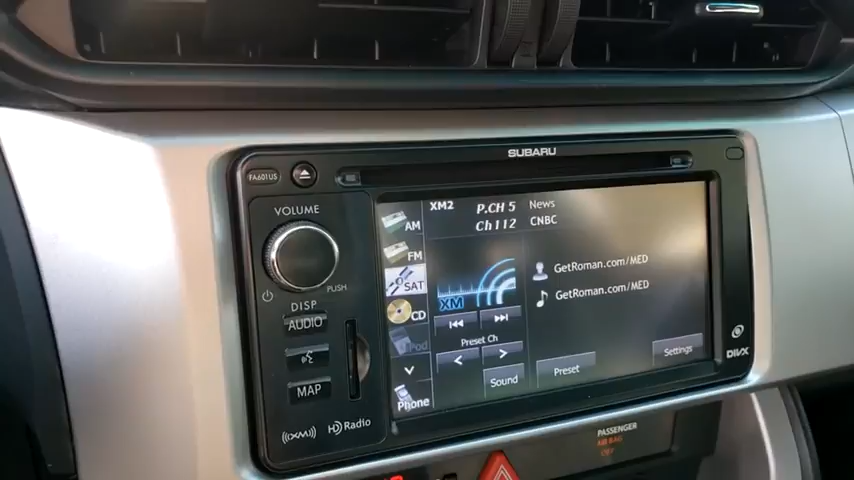 SUBARU
FA601US
VOLUME
PUSH
DISP
AUDIO
MAP
((XM))
HD Radio
AM
FM
SAT
CD
iPod
Phone
XM2 P.CH 5 News
Ch112 CNBC
GetRoman.com/MED
GetRoman.com/MED
XM
Preset Ch
Sound
Preset
Settings
DIVX
PASSENGER
AIR BAG
OFF